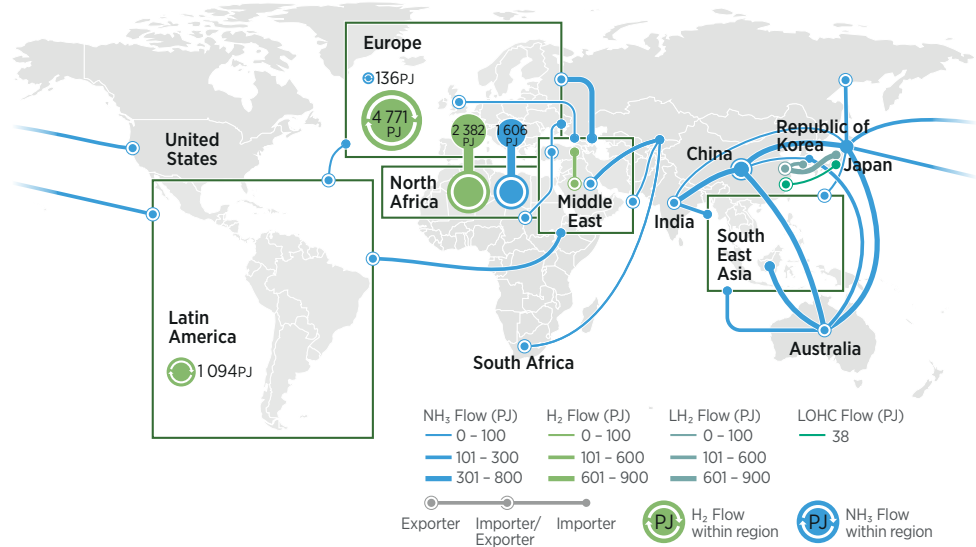 Europe
136PJ
4 771
PJ
2 382
PJ
1 606
PJ
United
States
North
Africa
Middle
East
Republic of
Korea
China
Japan
India
South
East
Asia
Latin
America
1 094PJ
South Africa
Australia
NH₃ Flow (PJ)
0 – 100
101 – 300
301 – 800
H₂ Flow (PJ)
0 – 100
101 – 600
601 – 900
LH₂ Flow (PJ)
0 – 100
101 – 600
601 – 900
LOHC Flow (PJ)
38
Exporter
Importer/
Exporter
Importer
PJ
H₂ Flow
within region
PJ
NH₃ Flow
within region